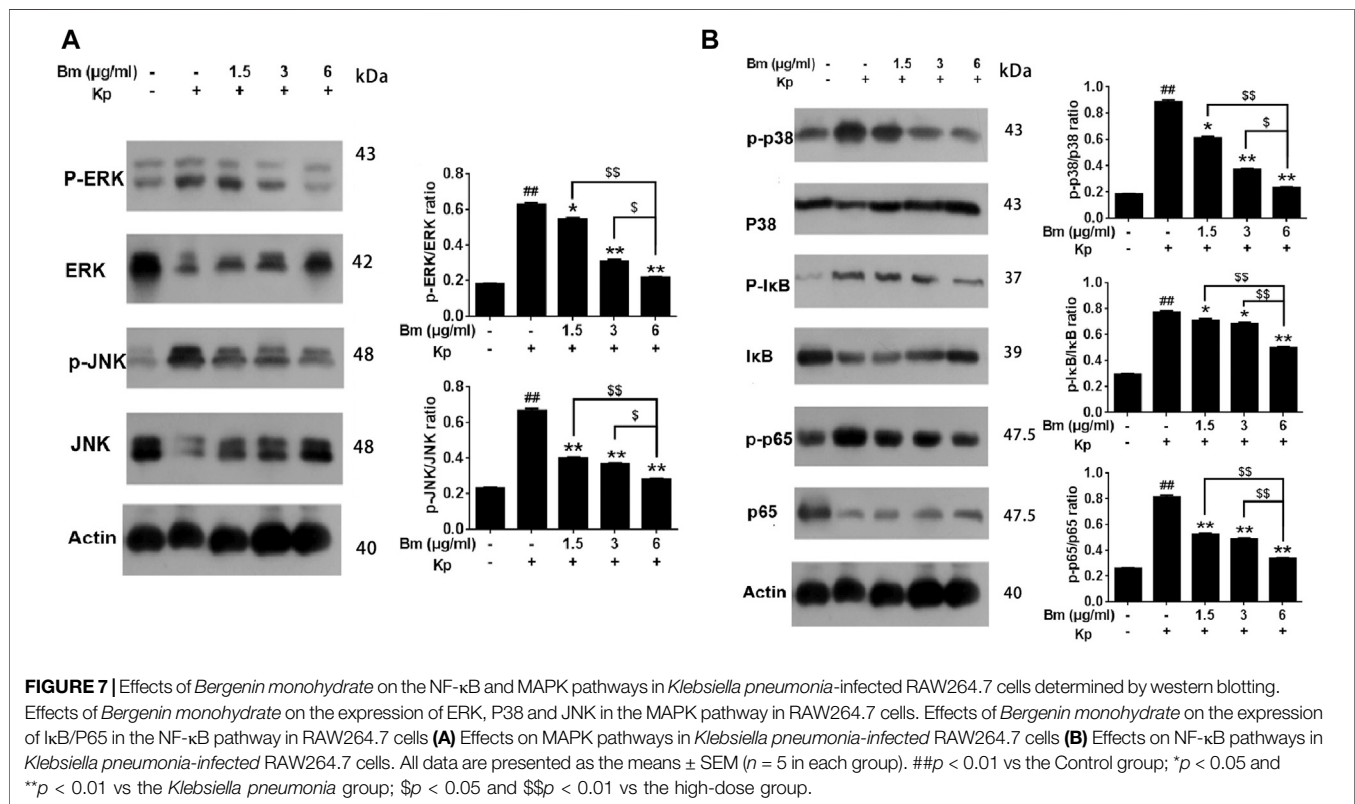 A
Bm (µg/ml) - - 1.5 3 6 kDa
Kp - + + + +
P-ERK 43
ERK 42
p-JNK 48
JNK 48
Actin 40
p-ERK/ERK ratio
0.8
0.6
0.4
0.2
0.0
## * ** **
$$
$
Bm (µg/ml) - - 1.5 3 6
Kp - + + + +
p-JNK/JNK ratio
0.8
0.6
0.4
0.2
0.0
## ** ** **
$$
$
Bm (µg/ml) - - 1.5 3 6
Kp - + + + +
B
Bm (µg/ml) - - 1.5 3 6 kDa
Kp - + + + +
p-p38 43
P38 43
P-IκB 37
IκB 39
p-p65 47.5
p65 47.5
Actin 40
p-p38/p38 ratio
1.0
0.8
0.6
0.4
0.2
0.0
## * ** **
$$
$
Bm (µg/ml) - - 1.5 3 6
Kp - + + + +
p-IκB/IκB ratio
1.0
0.8
0.6
0.4
0.2
0.0
## * * **
$$
$$
Bm (µg/ml) - - 1.5 3 6
Kp - + + + +
p-p65/p65 ratio
1.0
0.8
0.6
0.4
0.2
0.0
## ** ** **
$$
$$
Bm (µg/ml) - - 1.5 3 6
Kp - + + + +
FIGURE 7 | Effects of Bergenin monohydrate on the NF-κB and MAPK pathways in Klebsiella pneumonia-infected RAW264.7 cells determined by western blotting.
Effects of Bergenin monohydrate on the expression of ERK, P38 and JNK in the MAPK pathway in RAW264.7 cells. Effects of Bergenin monohydrate on the expression
of IκB/P65 in the NF-κB pathway in RAW264.7 cells (A) Effects on MAPK pathways in Klebsiella pneumonia-infected RAW264.7 cells (B) Effects on NF-κB pathways in
Klebsiella pneumonia-infected RAW264.7 cells. All data are presented as the means ± SEM (n = 5 in each group). ##p < 0.01 vs the Control group; *p < 0.05 and
**p < 0.01 vs the Klebsiella pneumonia group; $p < 0.05 and $$p < 0.01 vs the high-dose group.